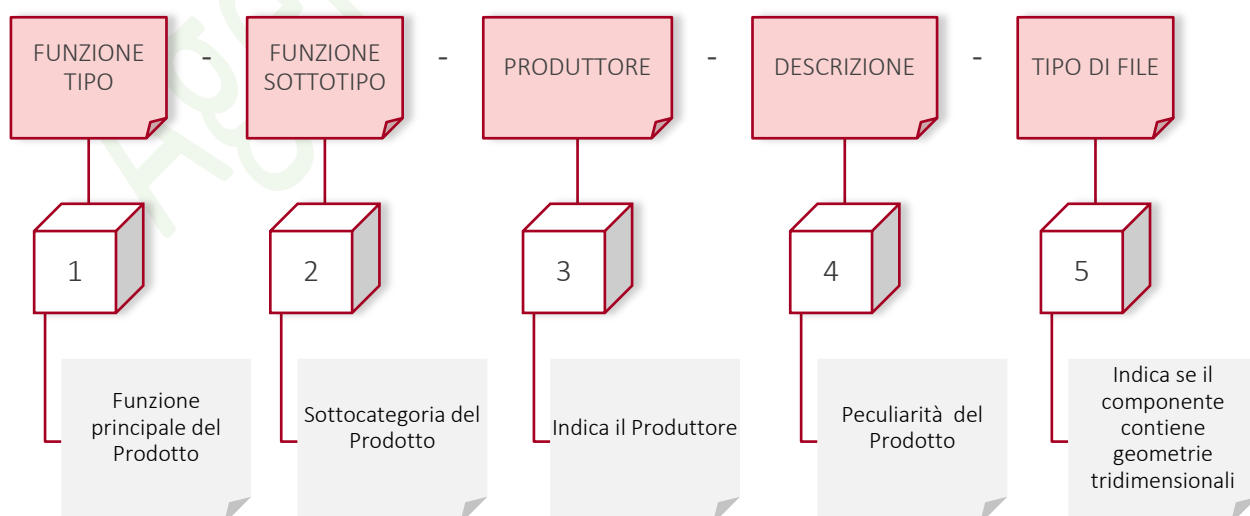 FUNZIONE
TIPO
-
FUNZIONE
SOTTOTIPO
-
PRODUTTORE
-
DESCRIZIONE
-
TIPO DI FILE
1
2
3
4
5
Funzione
principale del
Prodotto
Sottocategoria del
Prodotto
Indica il Produttore
Peculiarità del
Prodotto
Indica se il
componente
contiene
geometrie
tridimensionali